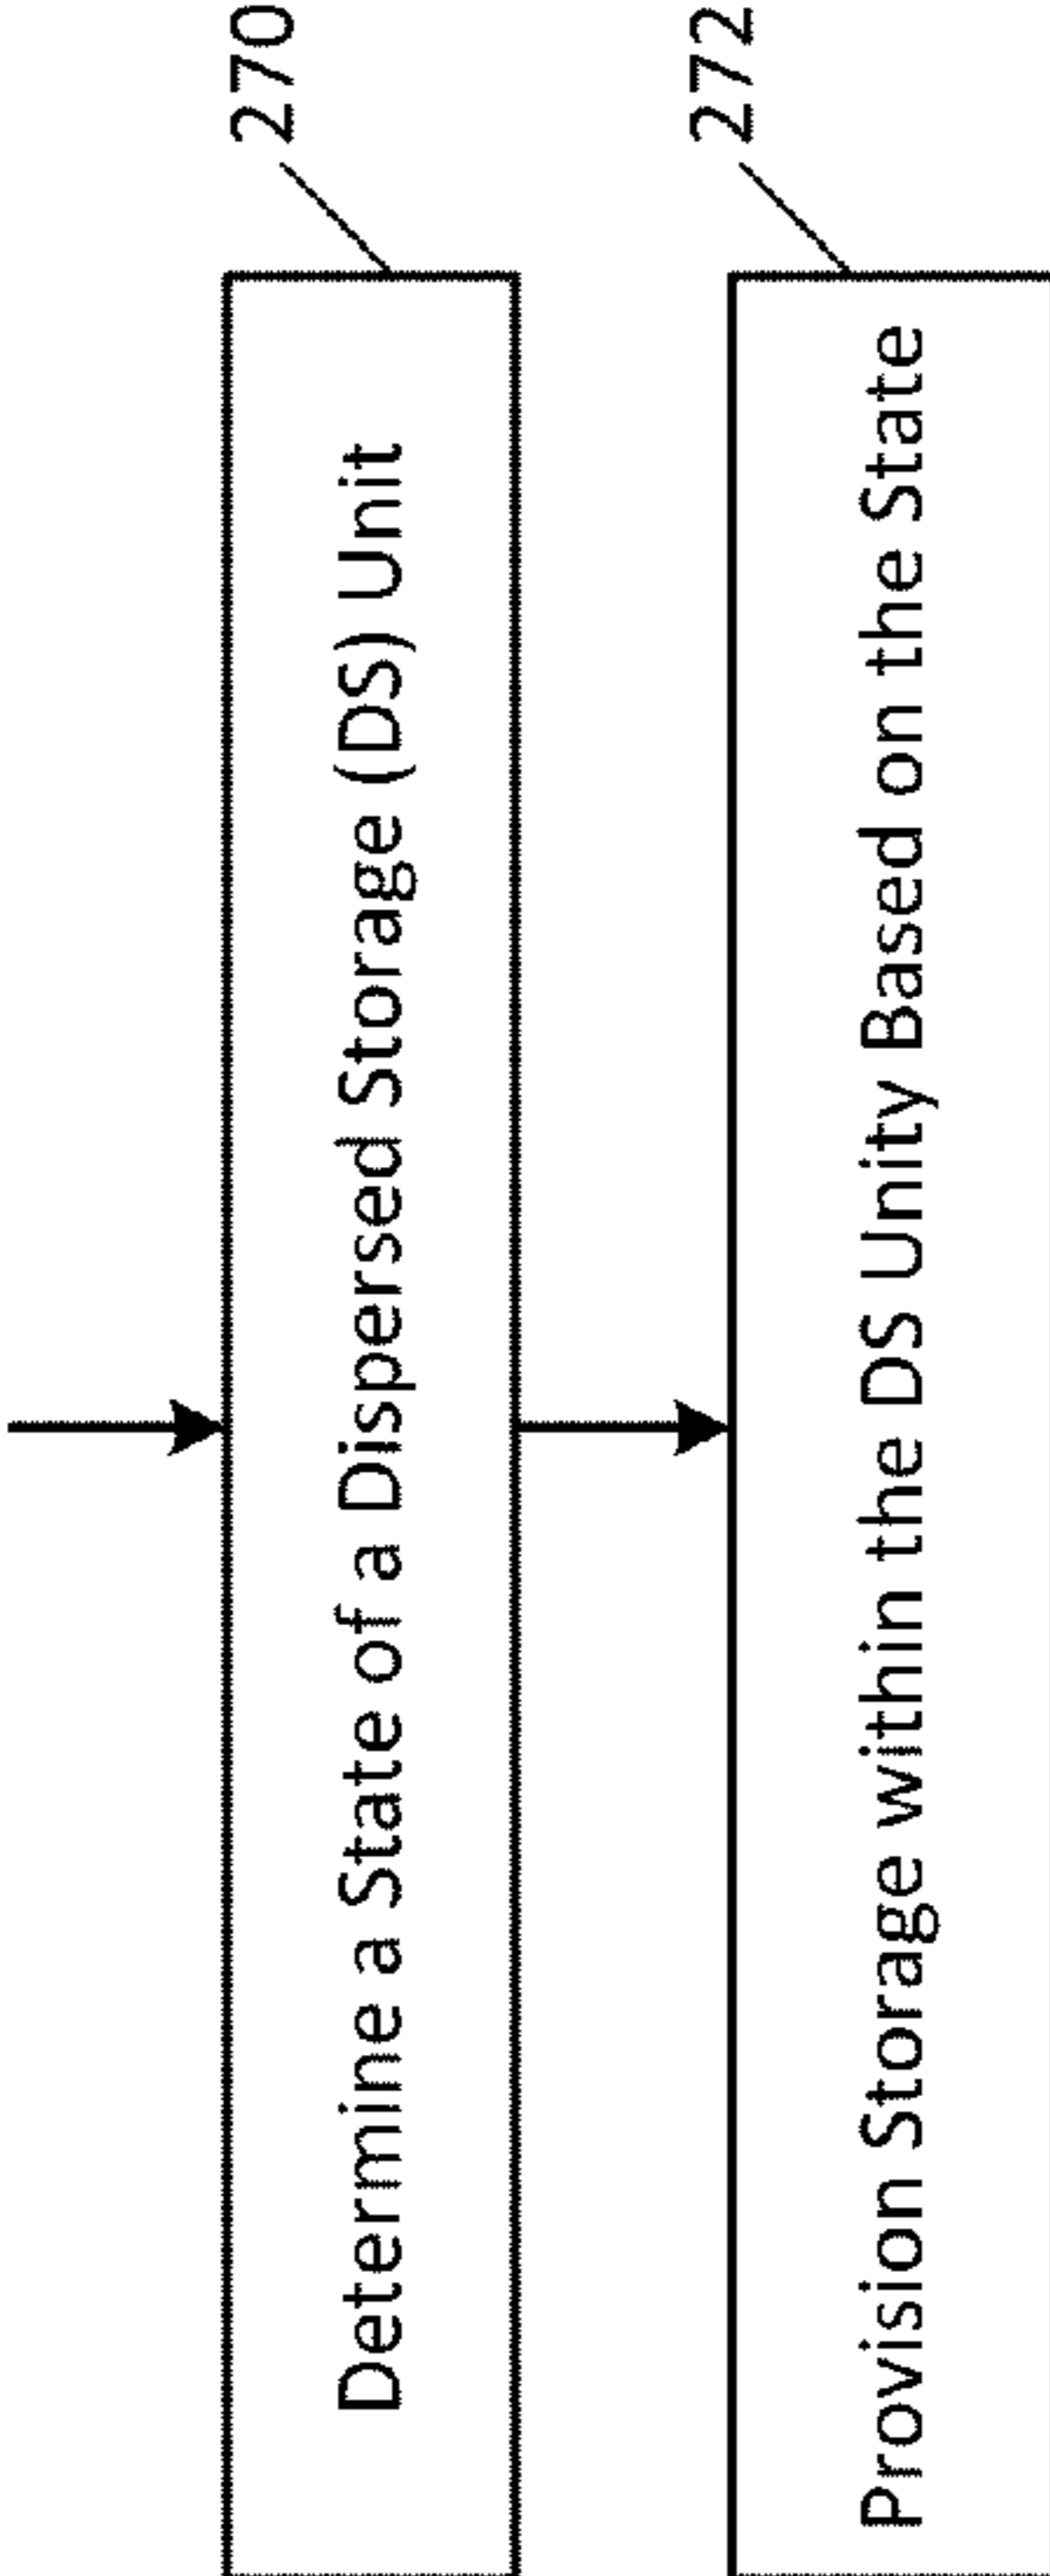 270
Determine a State of a Dispersed Storage (DS) Unit
272
Provision Storage within the DS Unity Based on the State